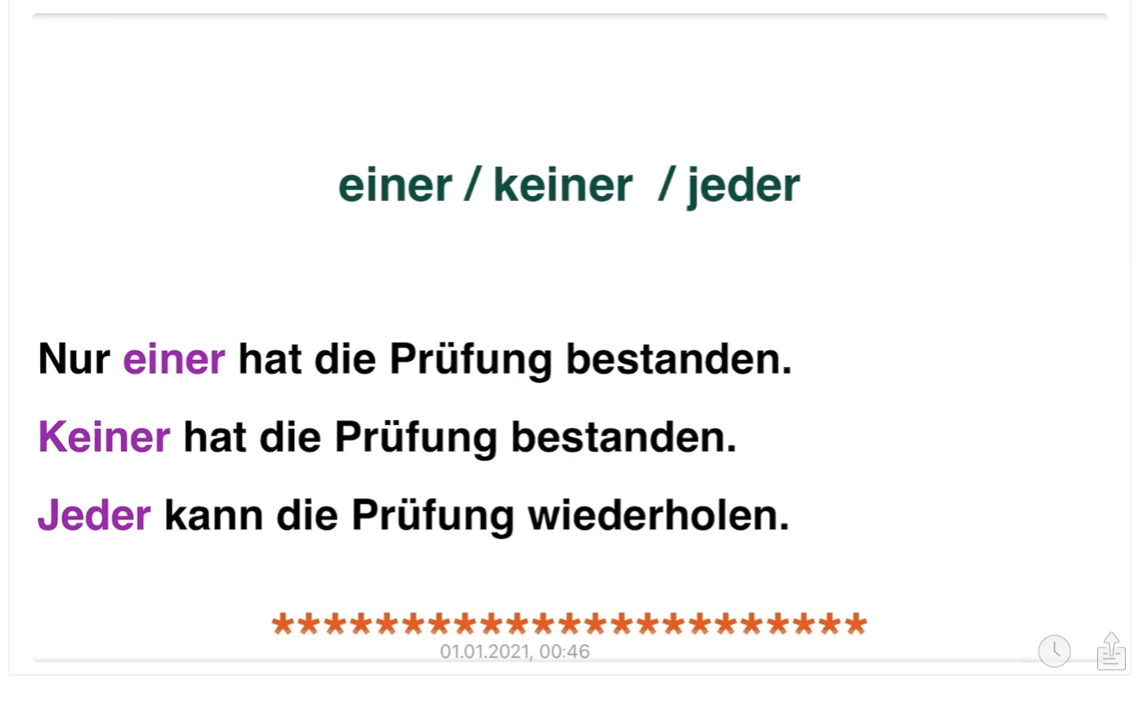 einer / keiner / jeder
Nur einer hat die Prüfung bestanden.
Keiner hat die Prüfung bestanden.
Jeder kann die Prüfung wiederholen.
***********************
01.01.2021, 00:46